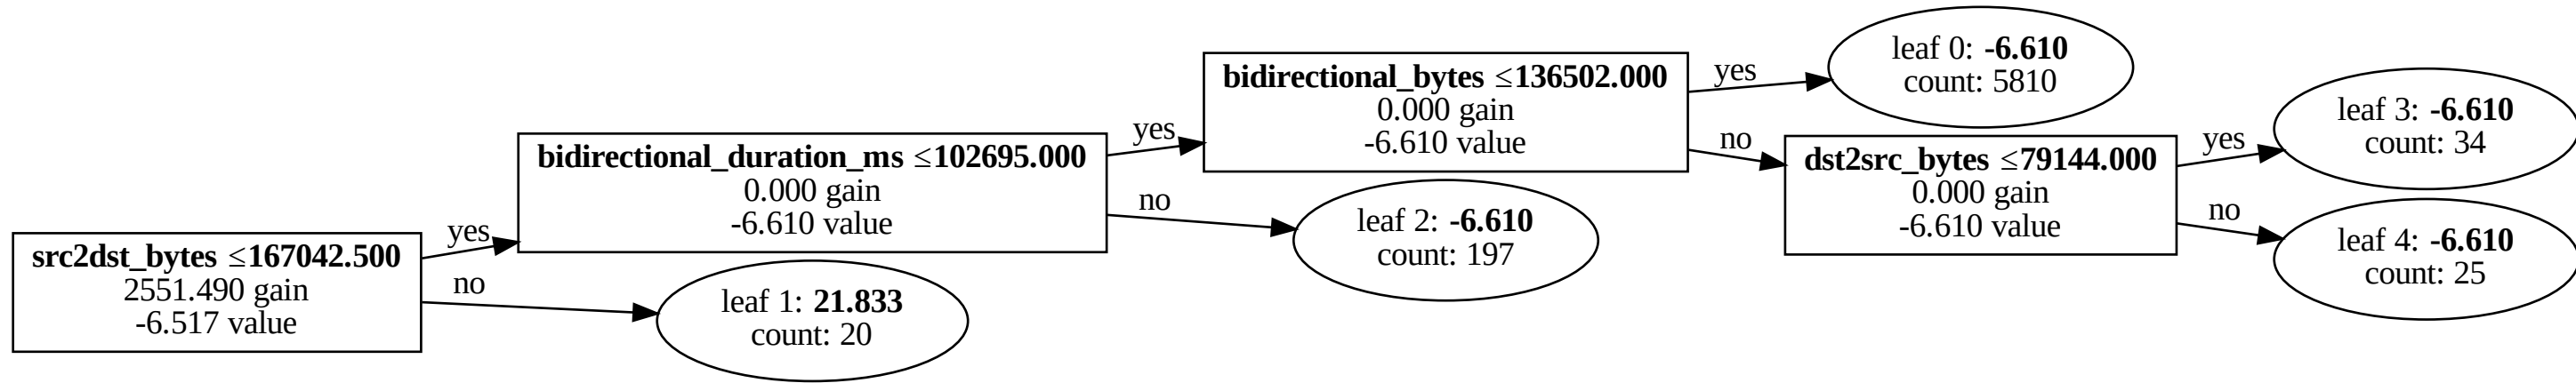 src2dst_bytes ≤167042.500
2551.490 gain
-6.517 value
yes
no
bidirectional_duration_ms ≤102695.000
0.000 gain
-6.610 value
leaf 1: 21.833
count: 20
yes
no
bidirectional_bytes ≤136502.000
0.000 gain
-6.610 value
leaf 2: -6.610
count: 197
yes
no
leaf 0: -6.610
count: 5810
dst2src_bytes ≤79144.000
0.000 gain
-6.610 value
yes
no
leaf 3: -6.610
count: 34
leaf 4: -6.610
count: 25